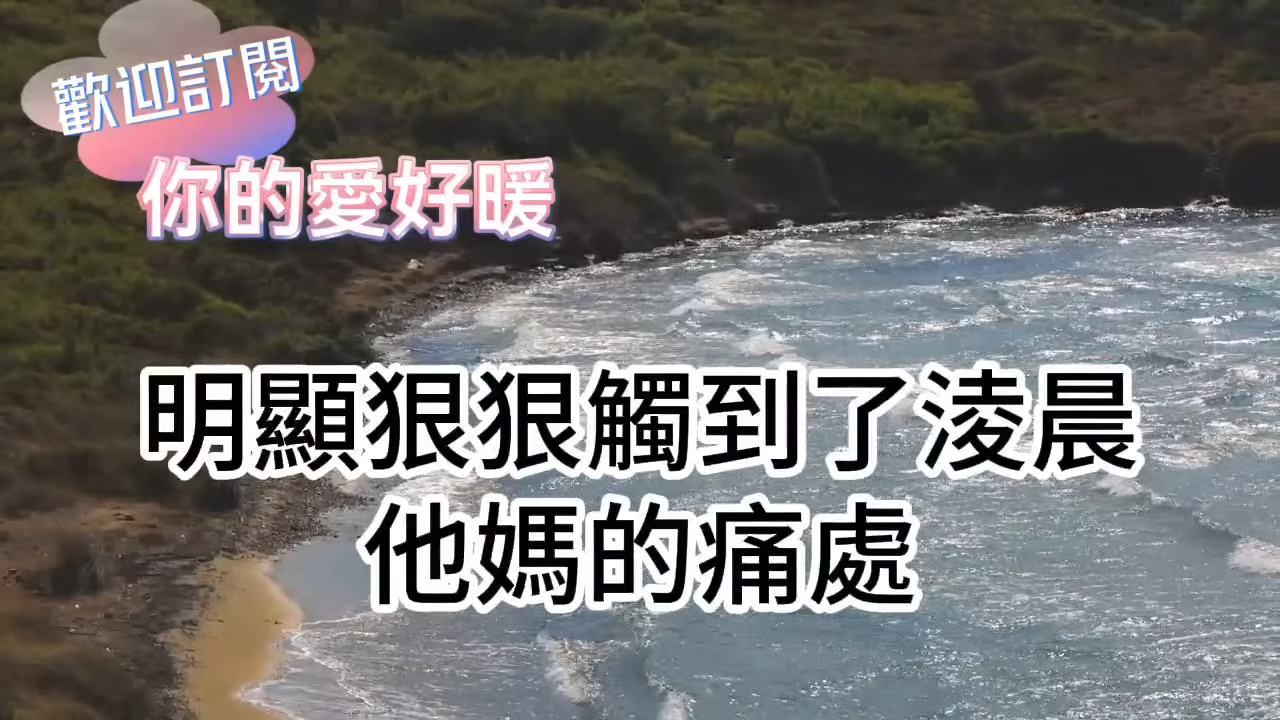 歡迎訂閱
你的愛好暖
明顯狠狠觸到了淩晨
他媽的痛處